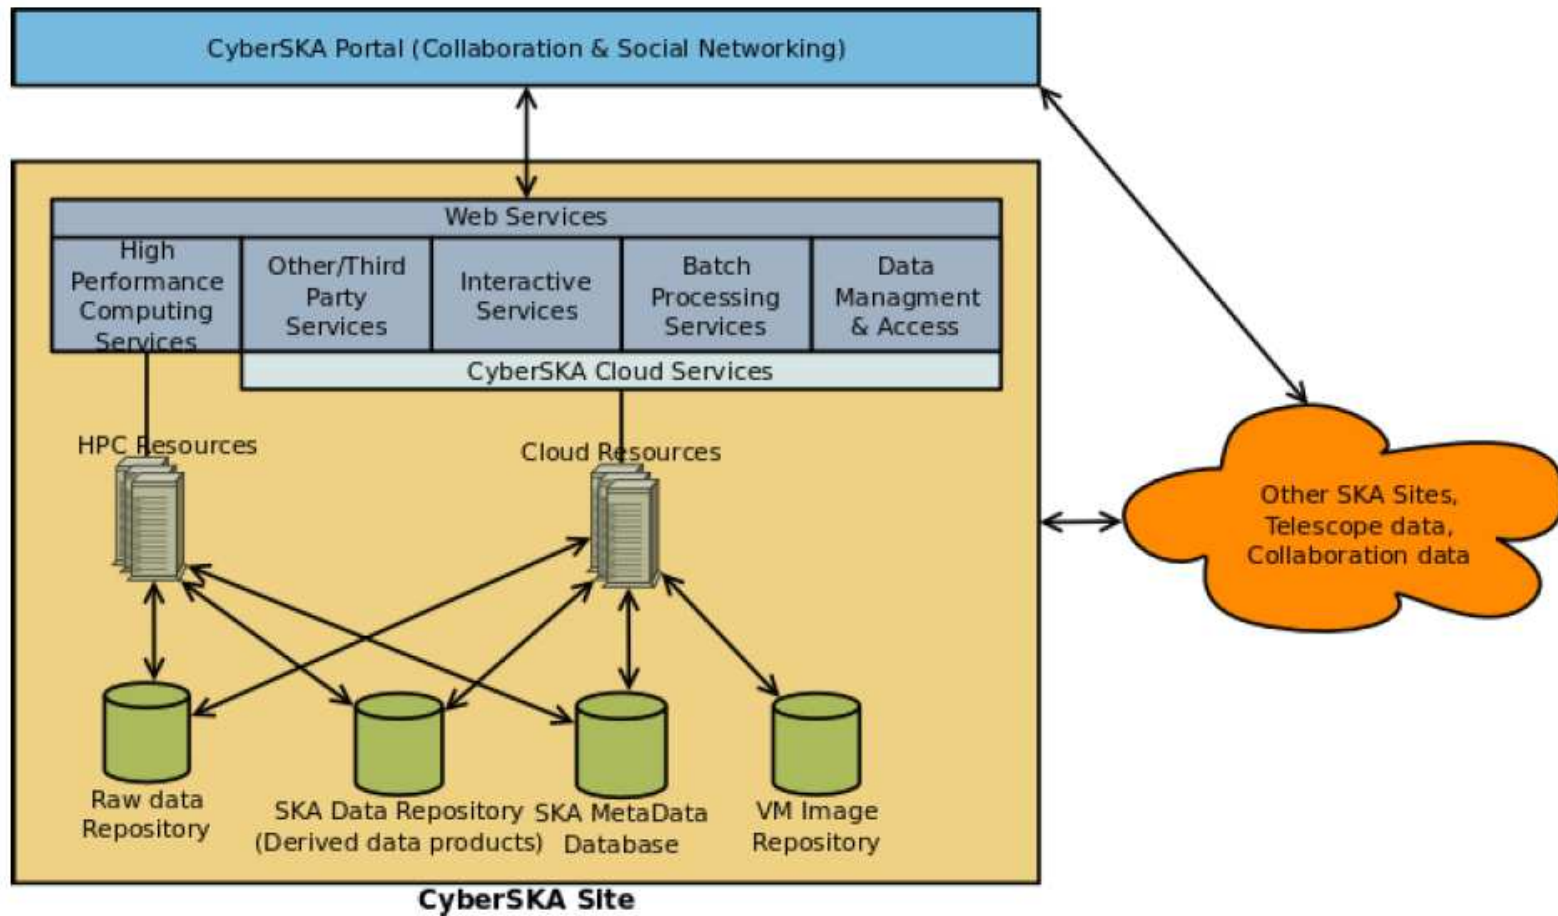 CyberSKA Portal (Collaboration & Social Networking)
Web Services
High
Performance
Computing
Services
Other/Third
Party
Services
Interactive
Services
Batch
Processing
Services
Data
Managment
& Access
CyberSKA Cloud Services
HPC Resources
Cloud Resources
Other SKA Sites,
Telescope data,
Collaboration data
Raw data
Repository
SKA Data Repository
(Derived data products)
SKA MetaData
Database
VM Image
Repository
CyberSKA Site